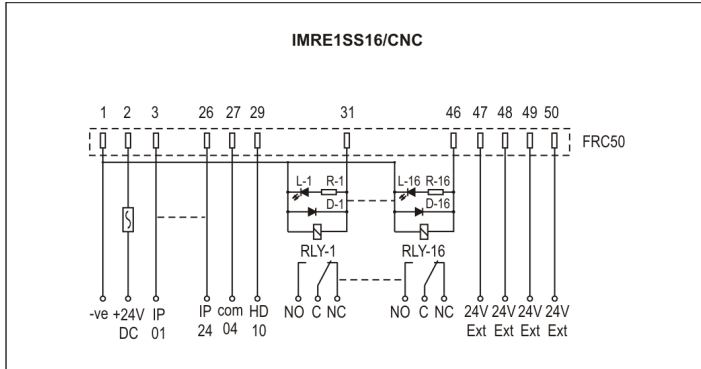 IMRE1SS16/CNC
1 2 3 26 27 29 31 46 47 48 49 50
FRC50
L-1 R-1 L-16 R-16
D-1 D-16
RLY-1 RLY-16
-ve +24V IP IP com HD NO C NC NO C NC 24V 24V 24V 24V
DC 01 24 04 10 Ext Ext Ext Ext